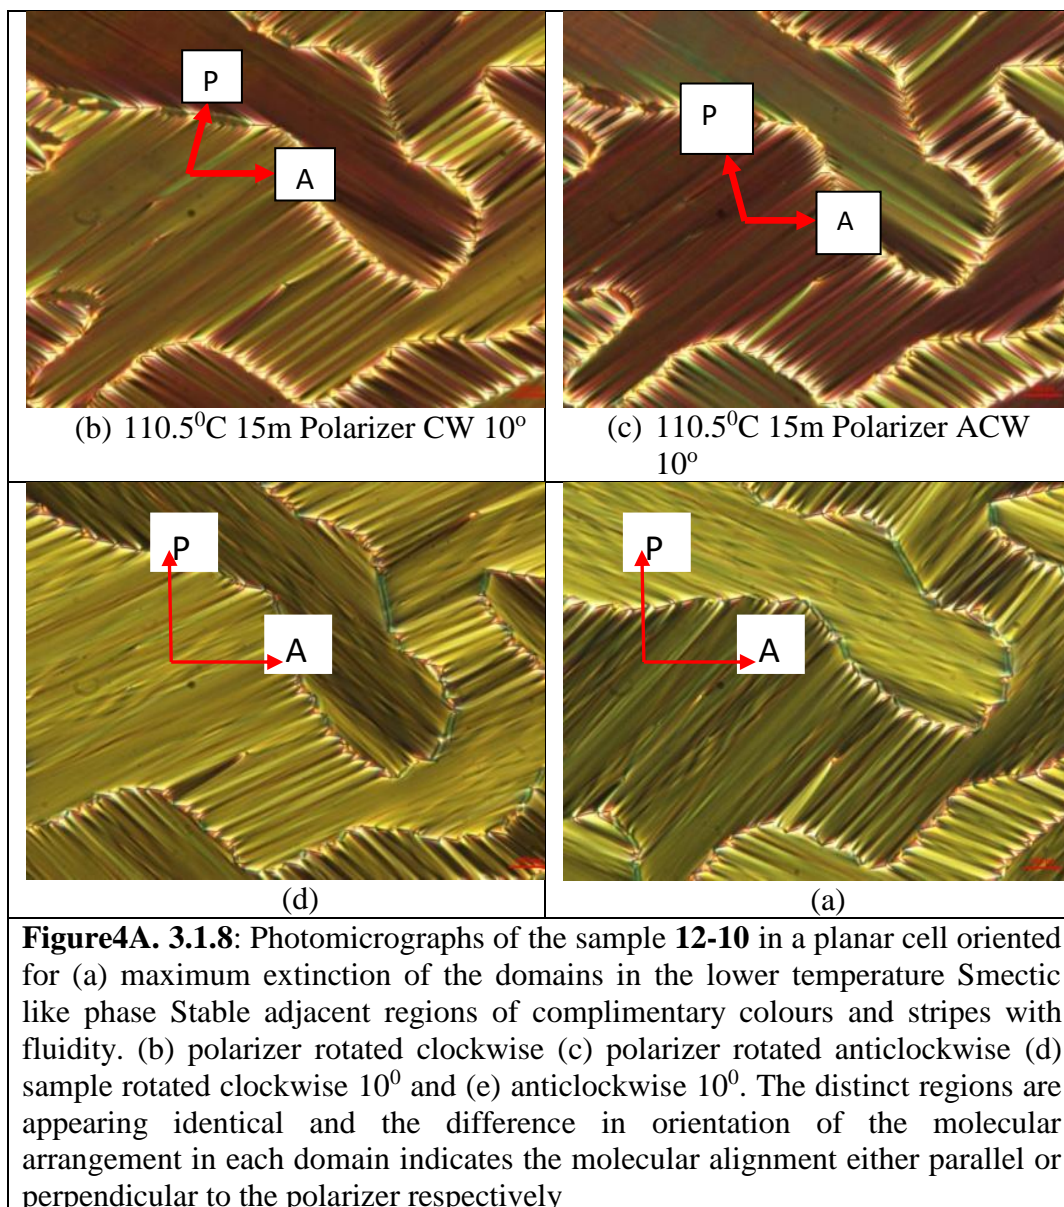 P
A
P
A
(b) 110.5⁰C 15m Polarizer CW 10º
(c) 110.5⁰C 15m Polarizer ACW
10º
P
A
P
A
(d)
(a)
Figure4A. 3.1.8: Photomicrographs of the sample 12-10 in a planar cell oriented
for (a) maximum extinction of the domains in the lower temperature Smectic
like phase Stable adjacent regions of complimentary colours and stripes with
fluidity. (b) polarizer rotated clockwise (c) polarizer rotated anticlockwise (d)
sample rotated clockwise 10⁰ and (e) anticlockwise 10⁰. The distinct regions are
appearing identical and the difference in orientation of the molecular
arrangement in each domain indicates the molecular alignment either parallel or
perpendicular to the polarizer respectively